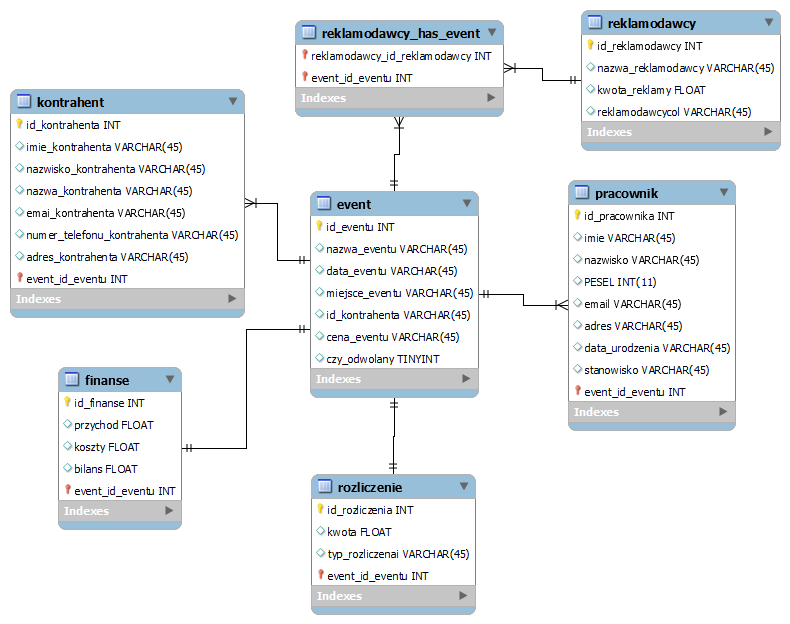 reklamodawcy_has_event
reklamodawcy_id_reklamodawcy INT
event_id_eventu INT
Indexes
reklamodawcy
id_reklamodawcy INT
nazwa_reklamodawcy VARCHAR(45)
kwota_reklamy FLOAT
reklamodawcycol VARCHAR(45)
Indexes
kontrahent
id_kontrahenta INT
imie_kontrahenta VARCHAR(45)
nazwisko_kontrahenta VARCHAR(45)
nazwa_kontrahenta VARCHAR(45)
emai_kontrahenta VARCHAR(45)
numer_telefonu_kontrahenta VARCHAR(45)
adres_kontrahenta VARCHAR(45)
event_id_eventu INT
Indexes
event
id_eventu INT
nazwa_eventu VARCHAR(45)
data_eventu VARCHAR(45)
miejsce_eventu VARCHAR(45)
id_kontrahenta VARCHAR(45)
cena_eventu VARCHAR(45)
czy_odwolany TINYINT
Indexes
pracownik
id_pracownika INT
imie VARCHAR(45)
nazwisko VARCHAR(45)
PESEL INT(11)
email VARCHAR(45)
adres VARCHAR(45)
data_urodzenia VARCHAR(45)
stanowisko VARCHAR(45)
event_id_eventu INT
Indexes
finanse
id_finanse INT
przychod FLOAT
koszty FLOAT
bilans FLOAT
event_id_eventu INT
Indexes
rozliczenie
id_rozliczenia INT
kwota FLOAT
typ_rozliczenai VARCHAR(45)
event_id_eventu INT
Indexes